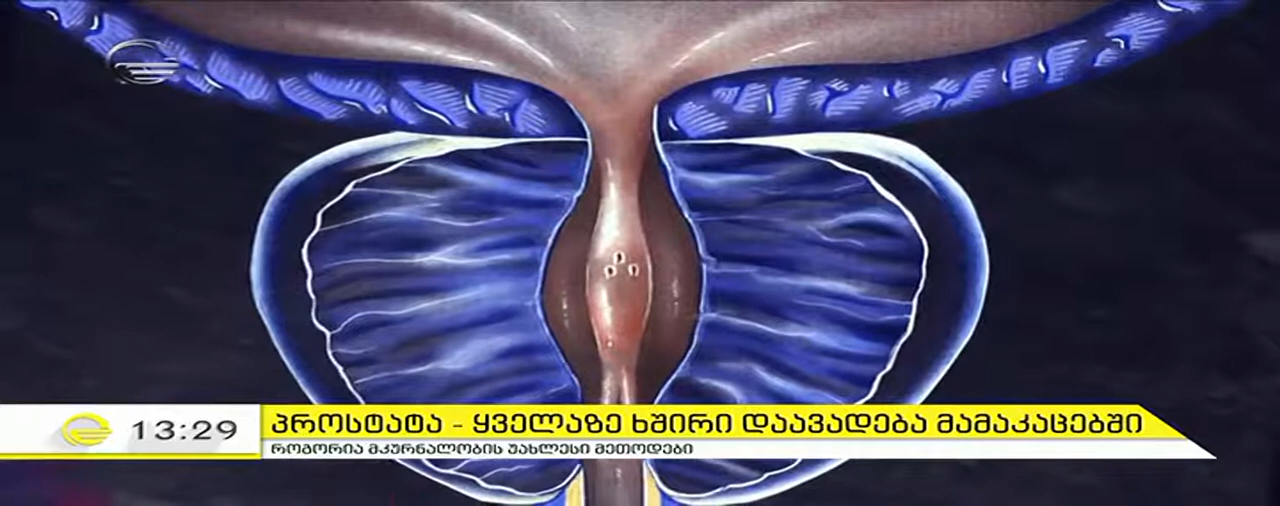 13:29
პროსტატა - ყველაზე ხშირი დაავადება მამაკაცებში
როგორია მკურნალობის უახლესი მეთოდები